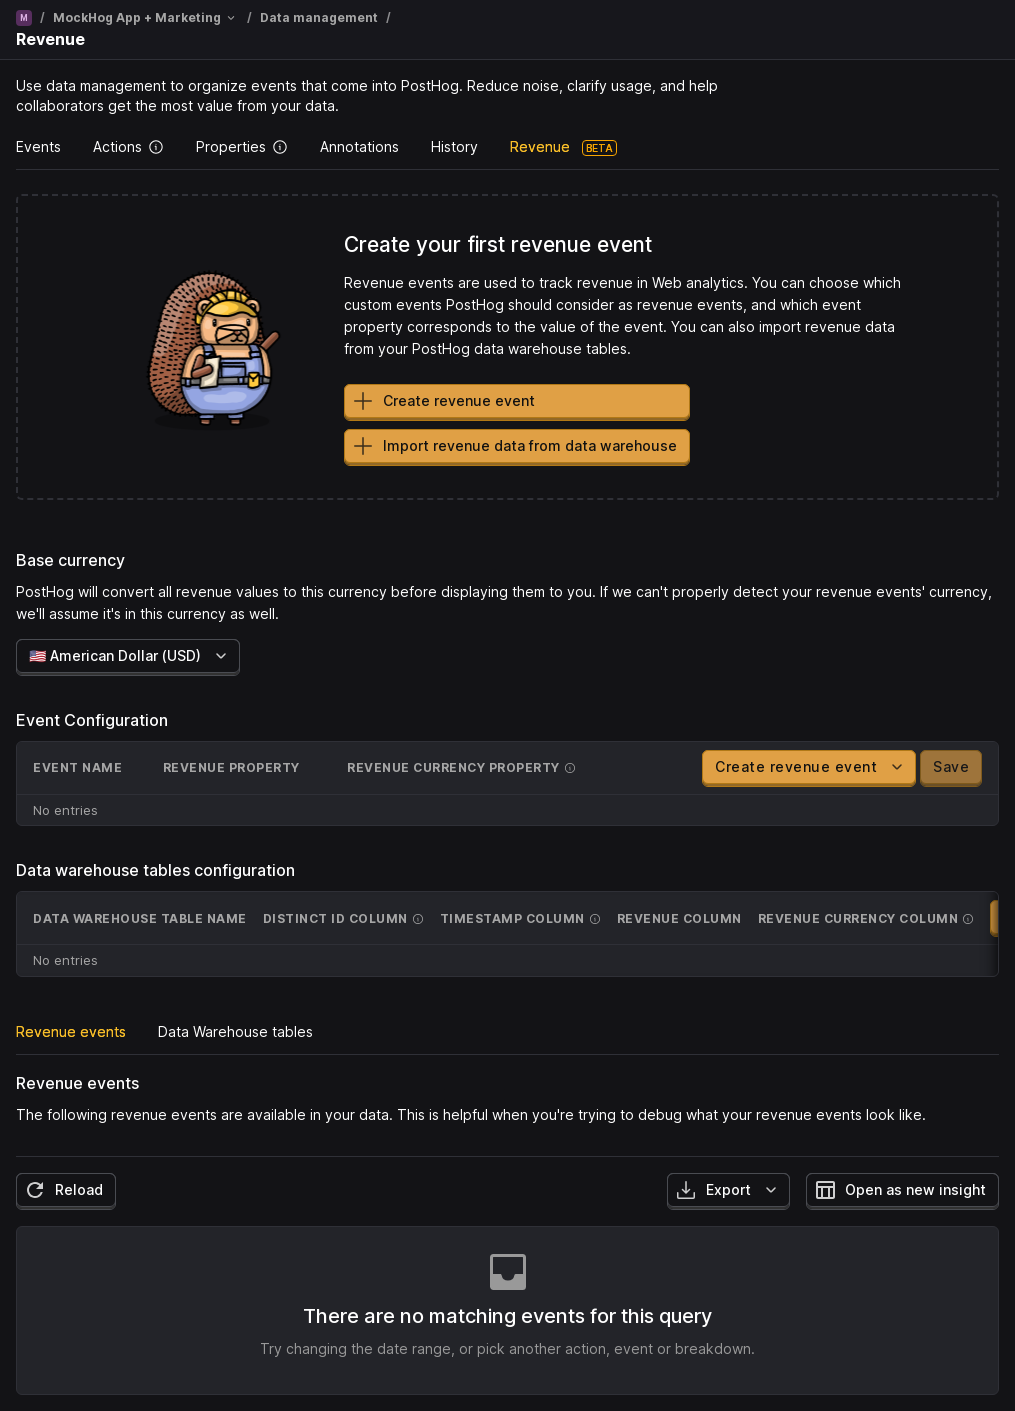 M / MockHog App + Marketing / Data management /
Revenue
Use data management to organize events that come into PostHog. Reduce noise, clarify usage, and help
collaborators get the most value from your data.
Events Actions Properties Annotations History Revenue BETA
Create your first revenue event
Revenue events are used to track revenue in Web analytics. You can choose which
custom events PostHog should consider as revenue events, and which event
property corresponds to the value of the event. You can also import revenue data
from your PostHog data warehouse tables.
Create revenue event
Import revenue data from data warehouse
Base currency
PostHog will convert all revenue values to this currency before displaying them to you. If we can't properly detect your revenue events' currency,
we'll assume it's in this currency as well.
🇺🇸 American Dollar (USD)
Event Configuration
EVENT NAME REVENUE PROPERTY REVENUE CURRENCY PROPERTY Create revenue event Save
No entries
Data warehouse tables configuration
DATA WAREHOUSE TABLE NAME DISTINCT ID COLUMN TIMESTAMP COLUMN REVENUE COLUMN REVENUE CURRENCY COLUMN
No entries
Revenue events Data Warehouse tables
Revenue events
The following revenue events are available in your data. This is helpful when you're trying to debug what your revenue events look like.
Reload Export Open as new insight
There are no matching events for this query
Try changing the date range, or pick another action, event or breakdown.